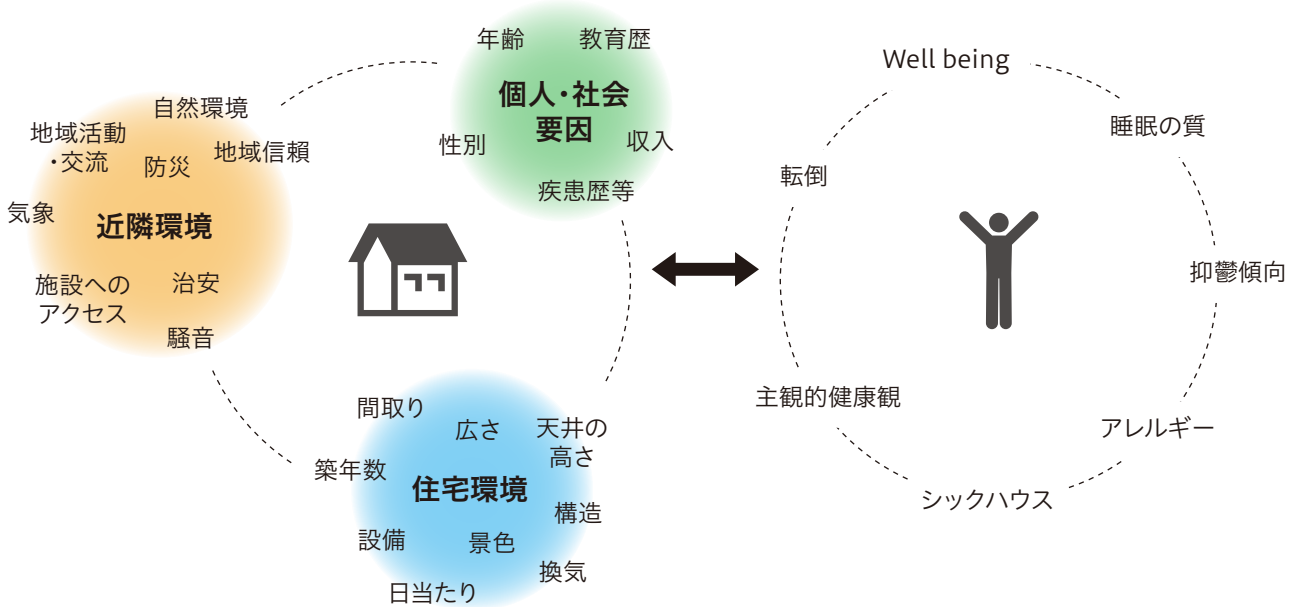 年齢
教育歴
個人・社会
要因
性別
収入
疾患歴等
自然環境
地域活動
・交流
防災
地域信頼
気象
近隣環境
施設への
アクセス
治安
騒音
間取り
広さ
天井の
高さ
築年数
住宅環境
構造
設備
景色
換気
日当たり
Well being
睡眠の質
転倒
抑鬱傾向
主観的健康観
アレルギー
シックハウス